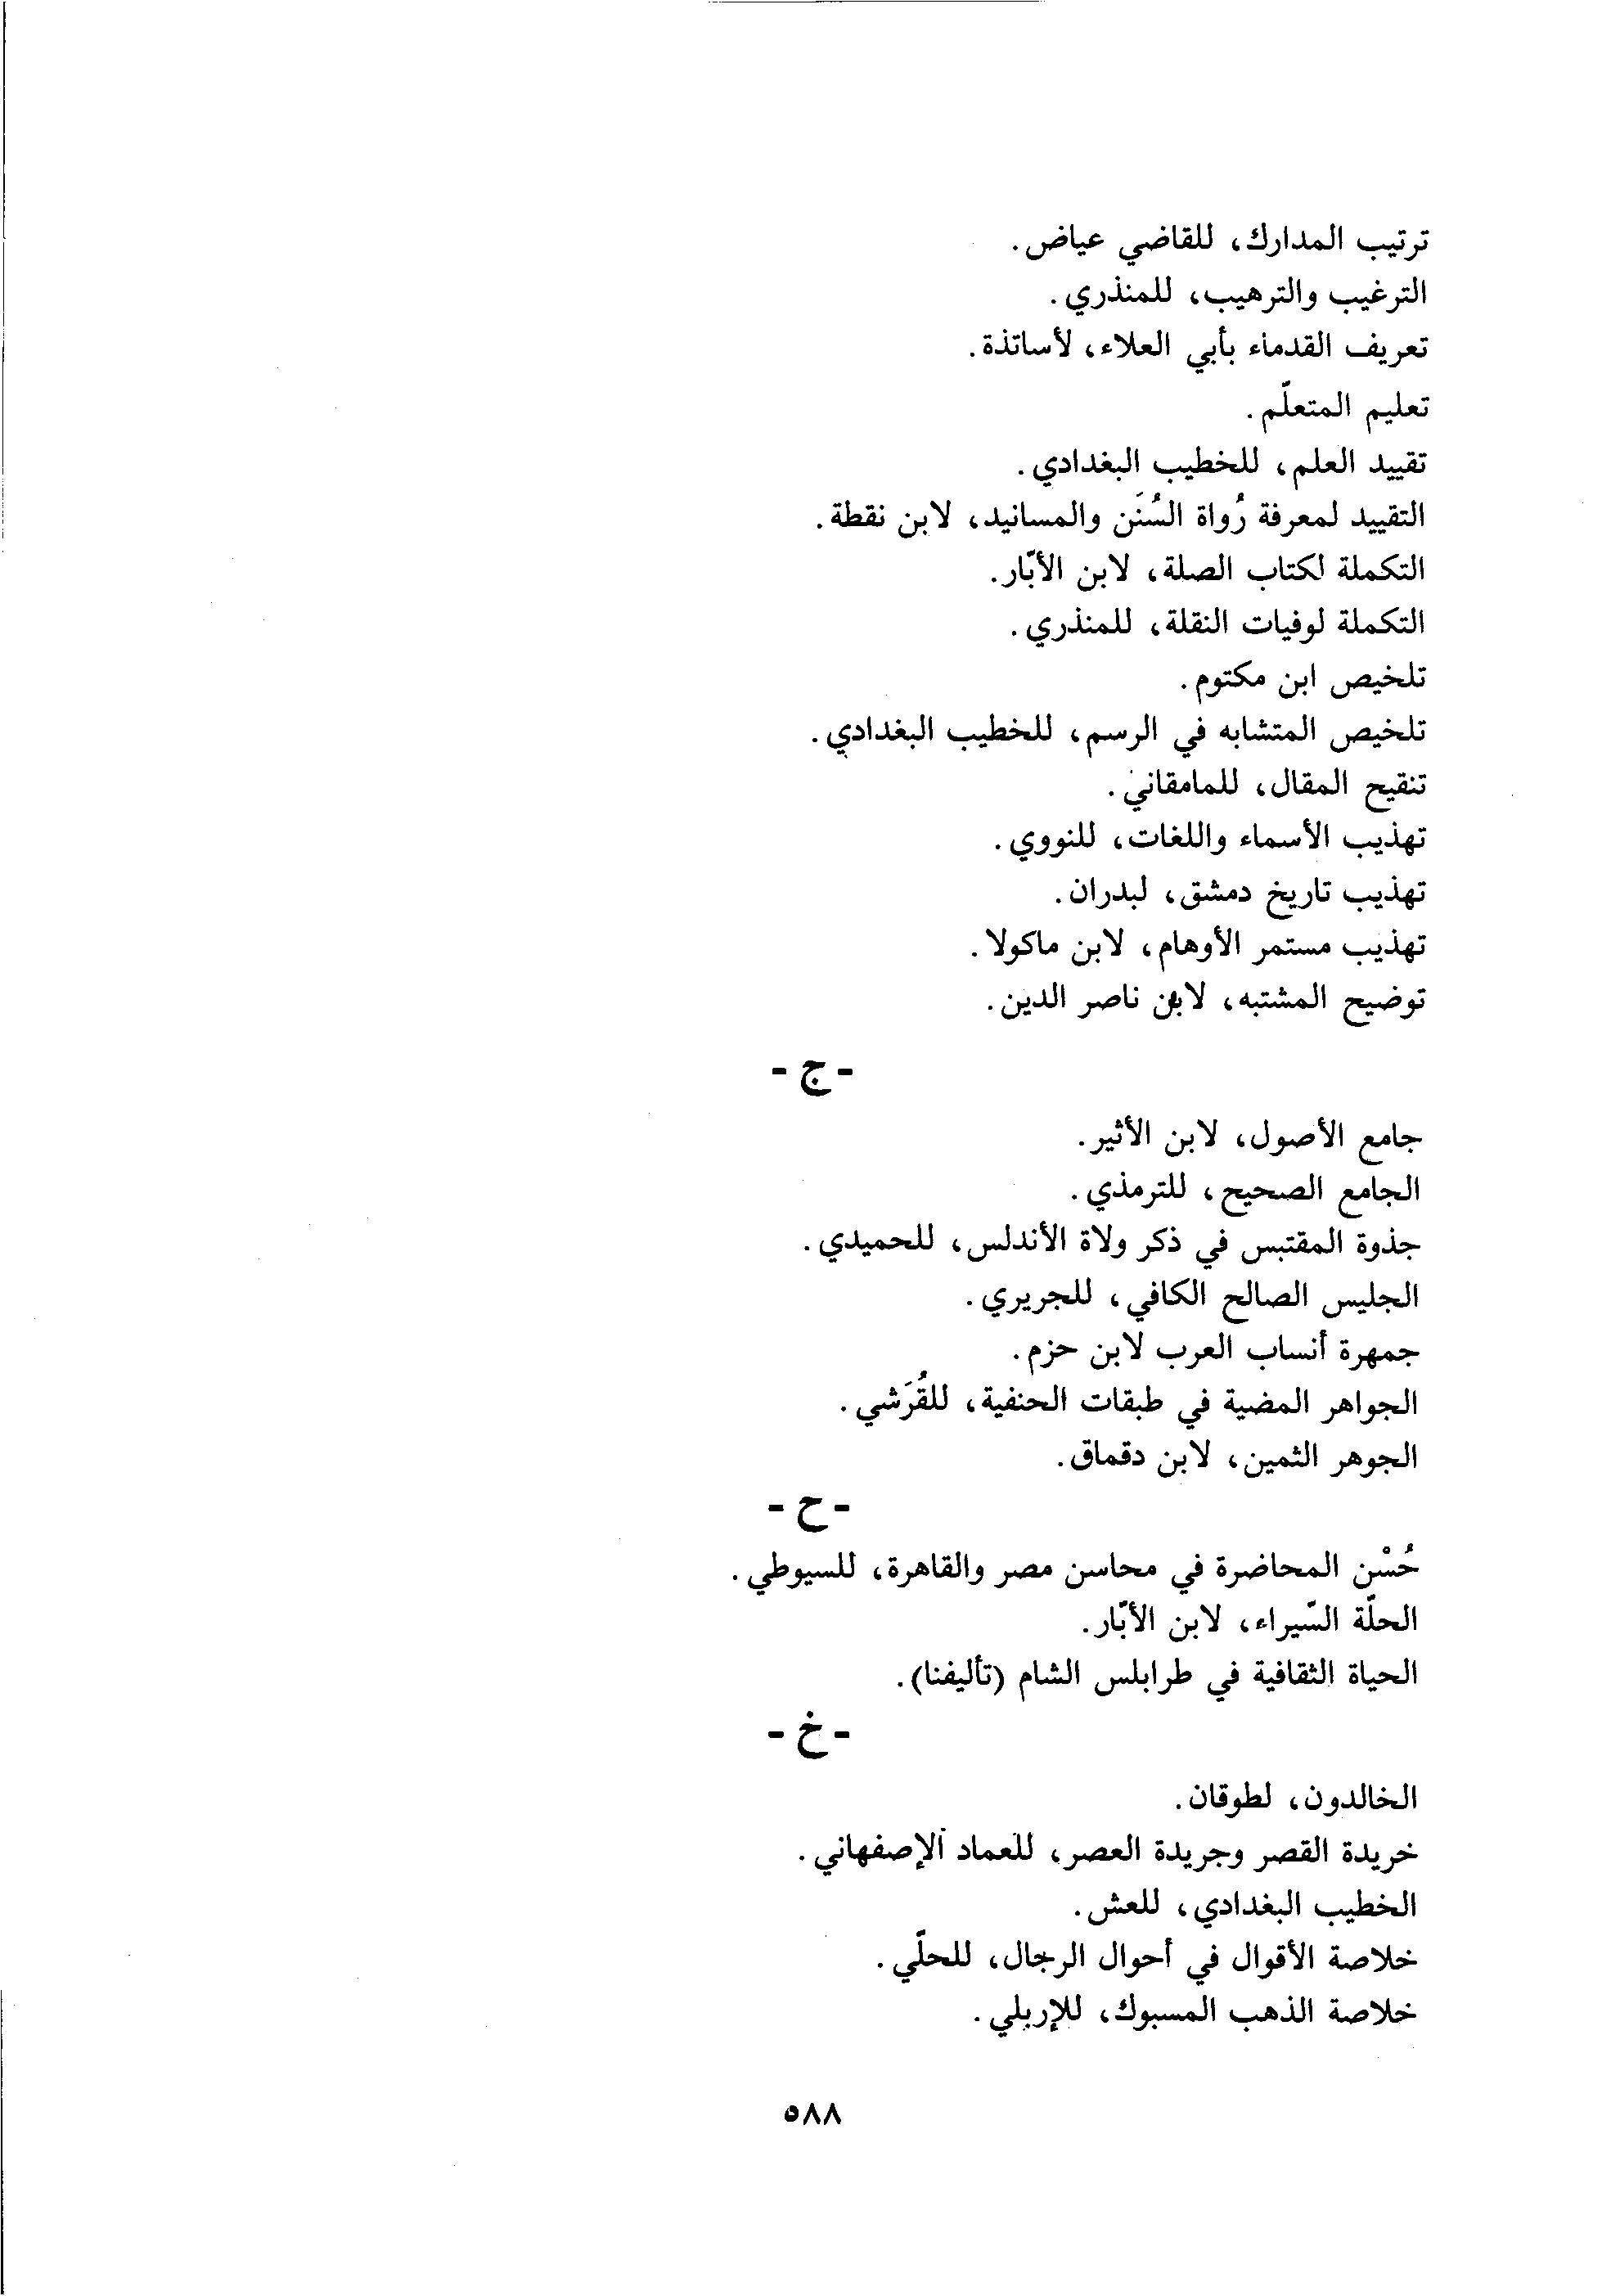 ترتيب المدارك، للقاضي عياض.
الترغيب والترهيب، للمنذري.
تعريف القدماء بأبي العلاء، لأساتذة.
تعليم المتعلّم.
تقييد العلم، للخطيب البغدادي.
التقييد لمعرفة رُواة السُنَن والمسانيد، لابن نقطة.
التكملة لكتاب الصلة، لابن الأبّار.
التكملة لوفيات النقلة، للمنذري.
تلخيص ابن مكتوم.
تلخيص المتشابه في الرسم، للخطيب البغدادي.
تنقيح المقال، للمامقاني.
تهذيب الأسماء واللغات، للنووي.
تهذيب تاريخ دمشق، لبدران.
تهذيب مستمر الأوهام، لابن ماكولا.
توضيح المشتبه، لابن ناصر الدين.
- ج -
جامع الأصول، لابن الأثير.
الجامع الصحيح، للترمذي.
جذوة المقتبس في ذكر ولاة الأندلس، للحميدي.
الجليس الصالح الكافي، للجريري.
جمهرة أنساب العرب لابن حزم.
الجواهر المضية في طبقات الحنفية، للقُرَشي.
الجوهر الثمين، لابن دقماق.
- ح -
حُسْن المحاضرة في محاسن مصر والقاهرة، للسيوطي.
الحلّة السّيراء، لابن الأبّار.
الحياة الثقافية في طرابلس الشام (تأليفنا).
- خ -
الخالدون، لطوقان.
خريدة القصر وجريدة العصر، للعماد الإصفهاني.
الخطيب البغدادي، للعش.
خلاصة الأقوال في أحوال الرجال، للحلّي.
خلاصة الذهب المسبوك، للإربلي.
٥٨٨